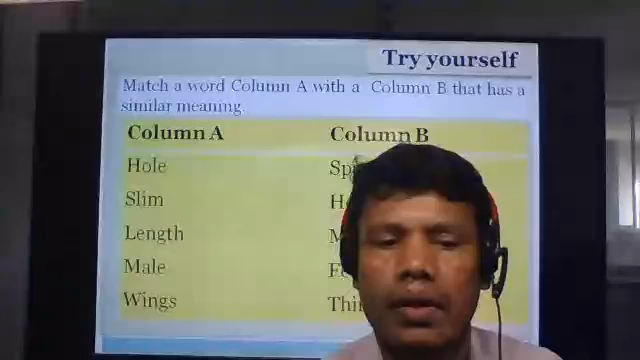 Try yourself
Match a word Column A with a Column B that has a
similar meaning.
Column A Column B
Hole
Slim
Length
Male
Wings